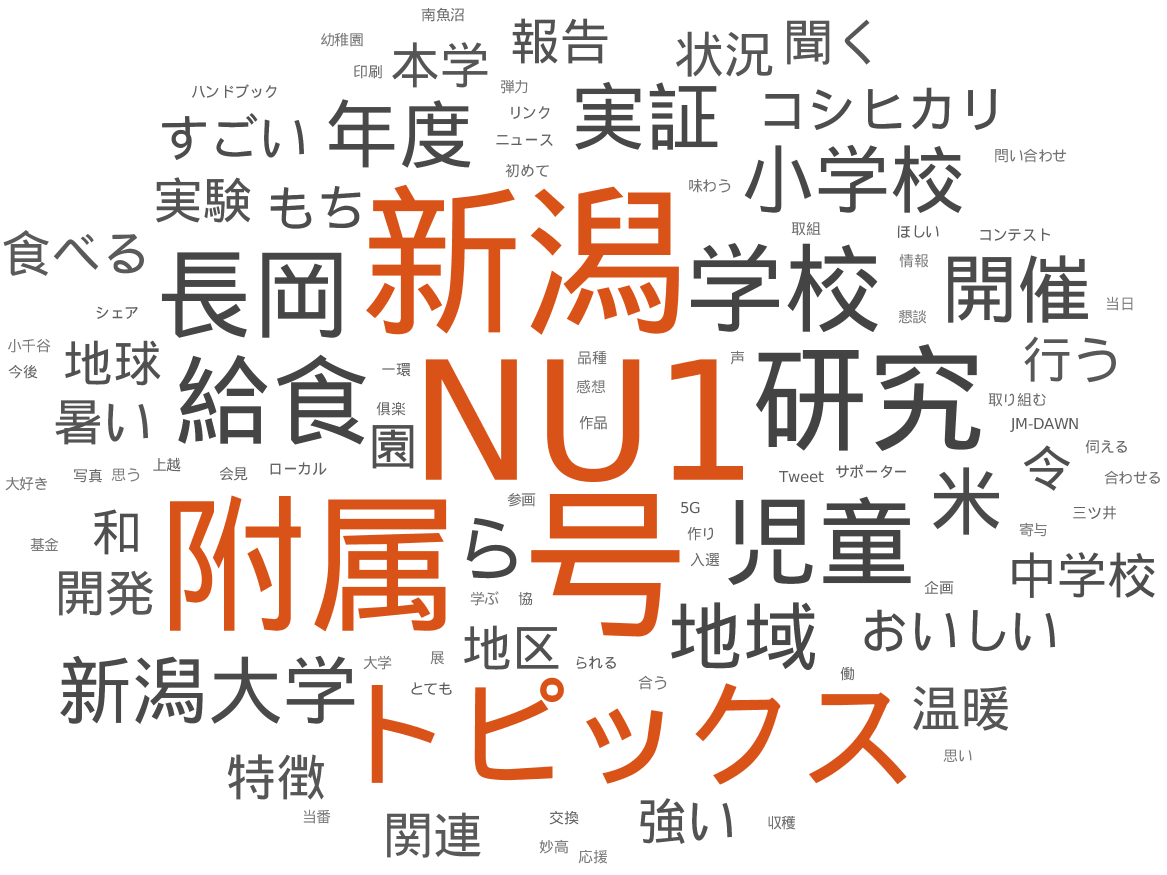 南魚沼
幼稚園
報告
状況
聞く
印刷
本学
弾力
ハンドブック
リンク
実証
コシヒカリ
すごい
年度
ニュース
初めて
小学校
問い合わせ
実験
もち
味わう
新潟
取組
ほしい
コンテスト
食べる
長岡
学校
情報
開催
当日
シェア
懇談
小千谷
今後
地球
給食
一環
品種
声
研究
行う
感想
NU1
取り組む
暑い
俱楽
園
作品
JM-DAWN
伺える
令
合わせる
大好き
写真
思う
上越
会見
ローカル
Tweet
サポーター
米
参画
5G
三ツ井
基金
和
附属
ら
号
作り
児童
寄与
入選
中学校
開発
学ぶ
協
企画
地区
地域
おいしい
新潟大学
大学
展
られる
働
とても
合う
トピックス
温暖
思い
特徴
当番
関連
交換
強い
収穫
妙高
応援